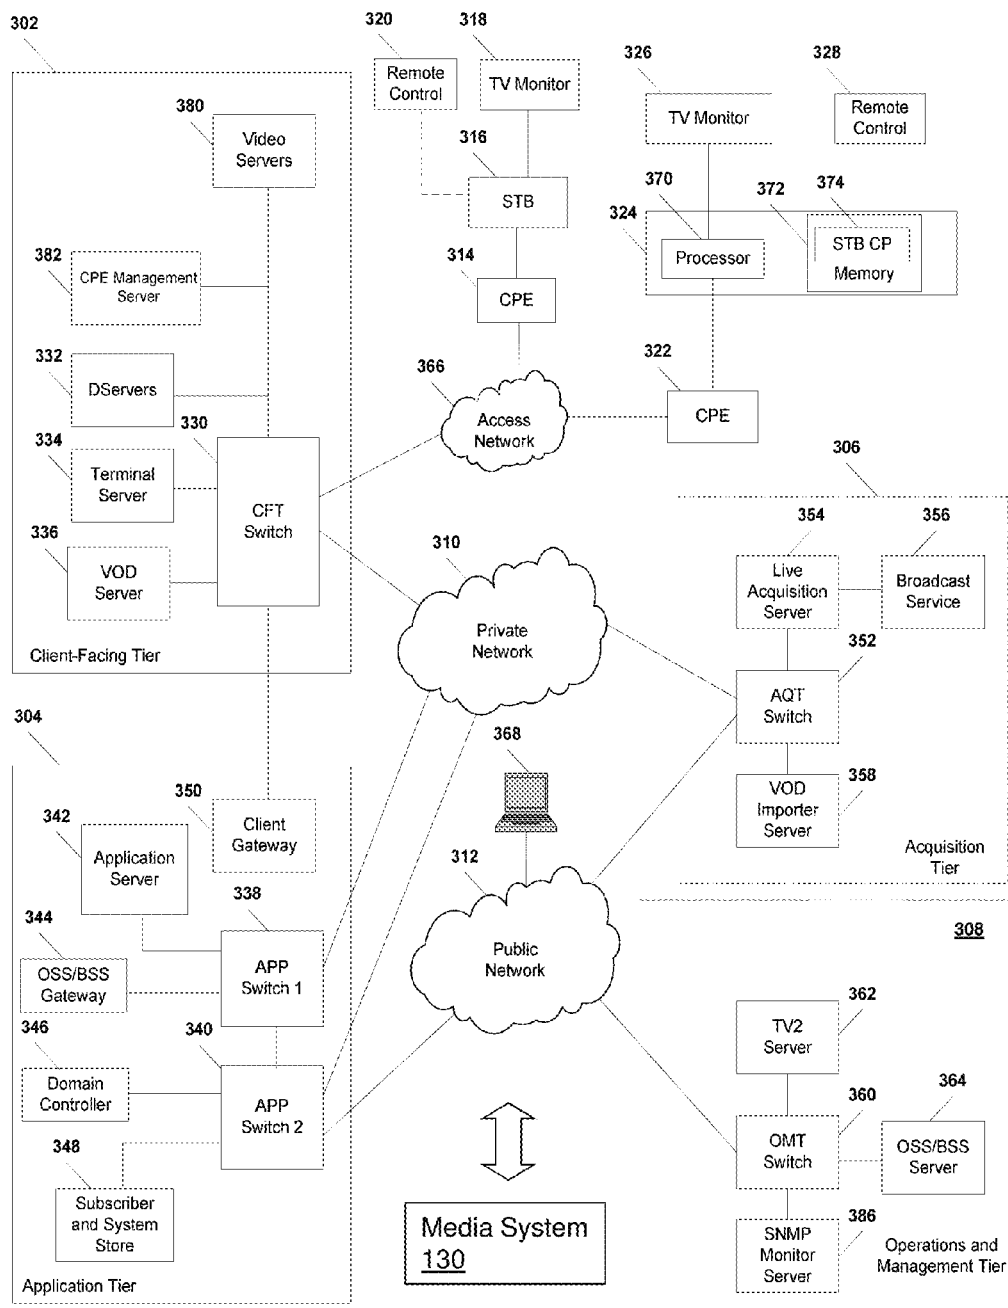 302
380
Video
Servers
382
CPE Management
Server
332
DServers
330
334
Terminal
Server
CFT
Switch
336
VOD
Server
Client-Facing Tier
320
318
Remote
Control
TV Monitor
316
STB
314
CPE
366
Access
Network
326
328
TV Monitor
Remote
Control
370
372
374
324
Processor
STB CP
Memory
322
CPE
306
354
356
Live
Acquisition
Server
Broadcast
Service
352
AQT
Switch
358
VOD
Importer
Server
Acquisition
Tier
310
Private
Network
368
312
Public
Network
304
350
Client
Gateway
342
Application
Server
338
344
OSS/BSS
Gateway
APP
Switch 1
346
340
Domain
Controller
APP
Switch 2
348
Subscriber
and System
Store
Application Tier
Media System
130
308
362
TV2
Server
360
364
OMT
Switch
OSS/BSS
Server
386
SNMP
Monitor
Server
Operations and
Management Tier